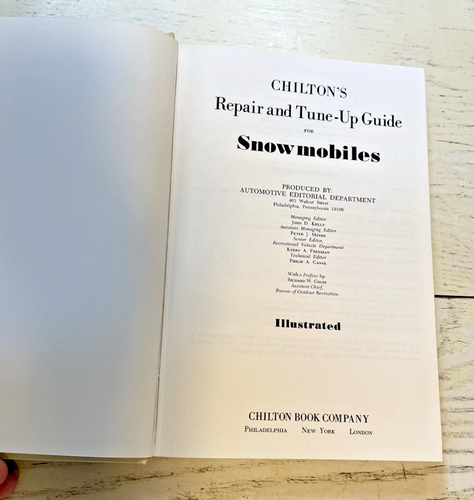 CHILTON'S
Repair and Tune-Up Guide
FOR
Snowmobiles
PRODUCED BY:
AUTOMOTIVE EDITORIAL DEPARTMENT
401 Walnut Street
Philadelphia, Pennsylvania 19106
Managing Editor
John D. Kelly
Assistant Managing Editor
Peter J. Meyer
Senior Editor,
Recreational Vehicle Department
Kerry A. Freeman
Technical Editor
Philip A. Canal
With a Preface by:
Richard W. Gross
Assistant Chief,
Bureau of Outdoor Recreation
Illustrated
CHILTON BOOK COMPANY
Philadelphia New York London